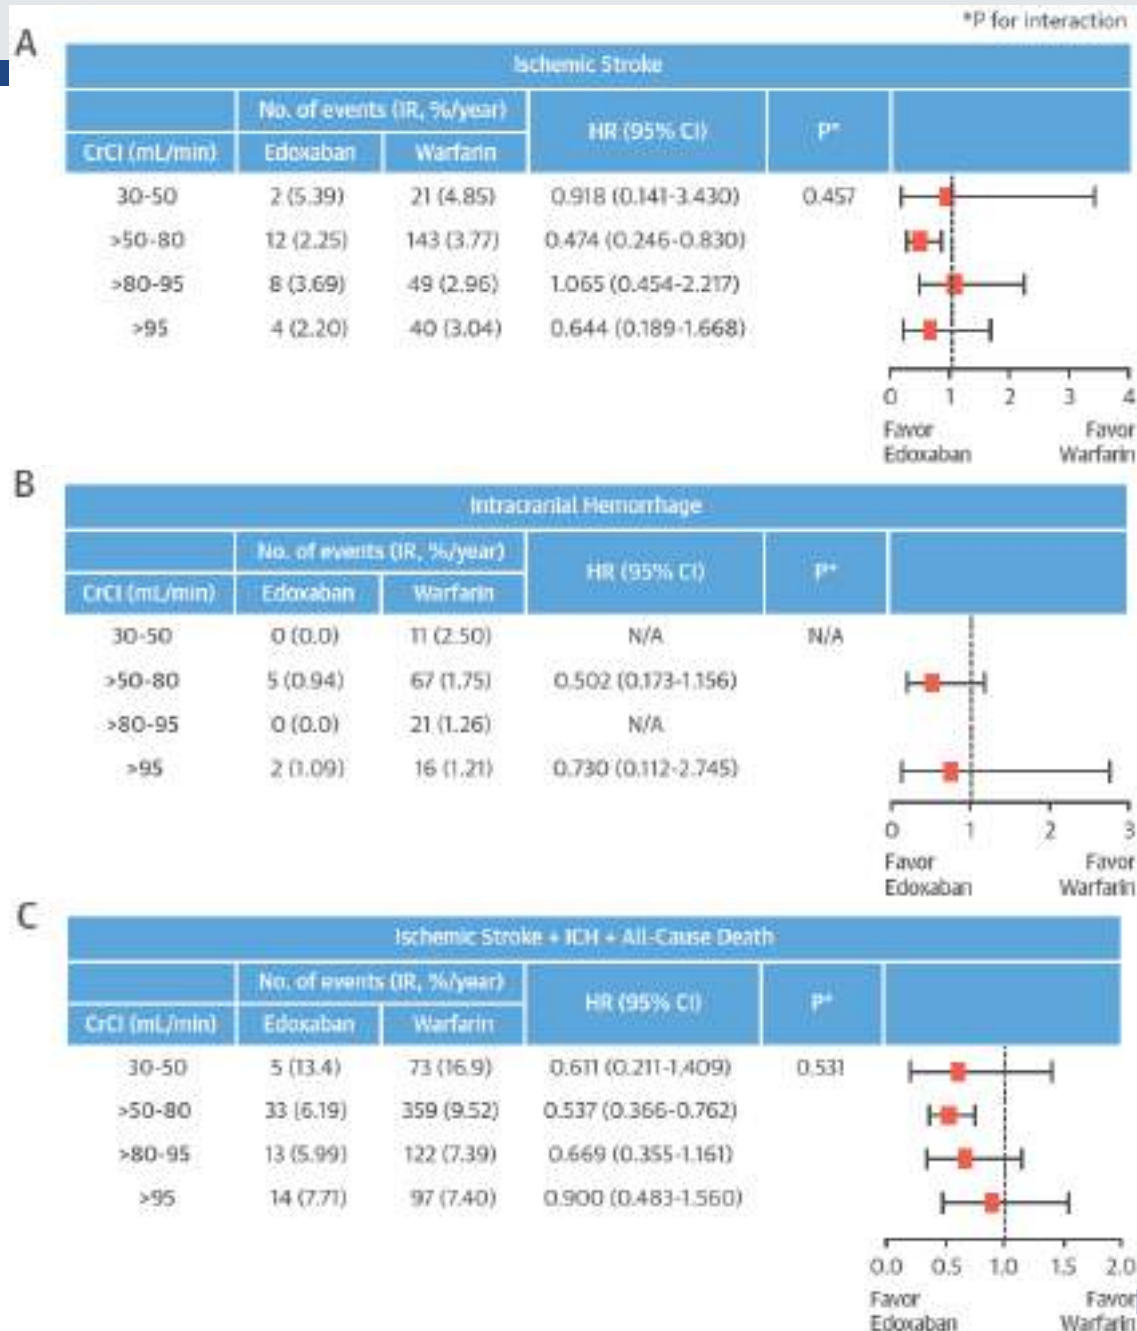 *P for interaction
A
Ischemic Stroke
No. of events (IR, %/year) HR (95% CI) P*
CrCl (mL/min) Edoxaban Warfarin
30-50 2 (5.39) 21 (4.85) 0.918 (0.141-3.430) 0.457
>50-80 12 (2.25) 143 (3.77) 0.474 (0.246-0.830)
>80-95 8 (3.69) 49 (2.96) 1.065 (0.454-2.217)
>95 4 (2.20) 40 (3.04) 0.644 (0.189-1.668)
0 1 2 3 4
Favor Favor
Edoxaban Warfarin
B
Intracranial Hemorrhage
No. of events (IR, %/year) HR (95% CI) P*
CrCl (mL/min) Edoxaban Warfarin
30-50 0 (0.0) 11 (2.50) N/A N/A
>50-80 5 (0.94) 67 (1.75) 0.502 (0.173-1.156)
>80-95 0 (0.0) 21 (1.26) N/A
>95 2 (1.09) 16 (1.21) 0.730 (0.112-2.745)
0 1 2 3
Favor Favor
Edoxaban Warfarin
C
Ischemic Stroke + ICH + All-Cause Death
No. of events (IR, %/year) HR (95% CI) P*
CrCl (mL/min) Edoxaban Warfarin
30-50 5 (13.4) 73 (16.9) 0.611 (0.211-1.409) 0.531
>50-80 33 (6.19) 359 (9.52) 0.537 (0.366-0.762)
>80-95 13 (5.99) 122 (7.39) 0.669 (0.355-1.161)
>95 14 (7.71) 97 (7.40) 0.900 (0.483-1.560)
0.0 0.5 1.0 1.5 2.0
Favor Favor
Edoxaban Warfarin